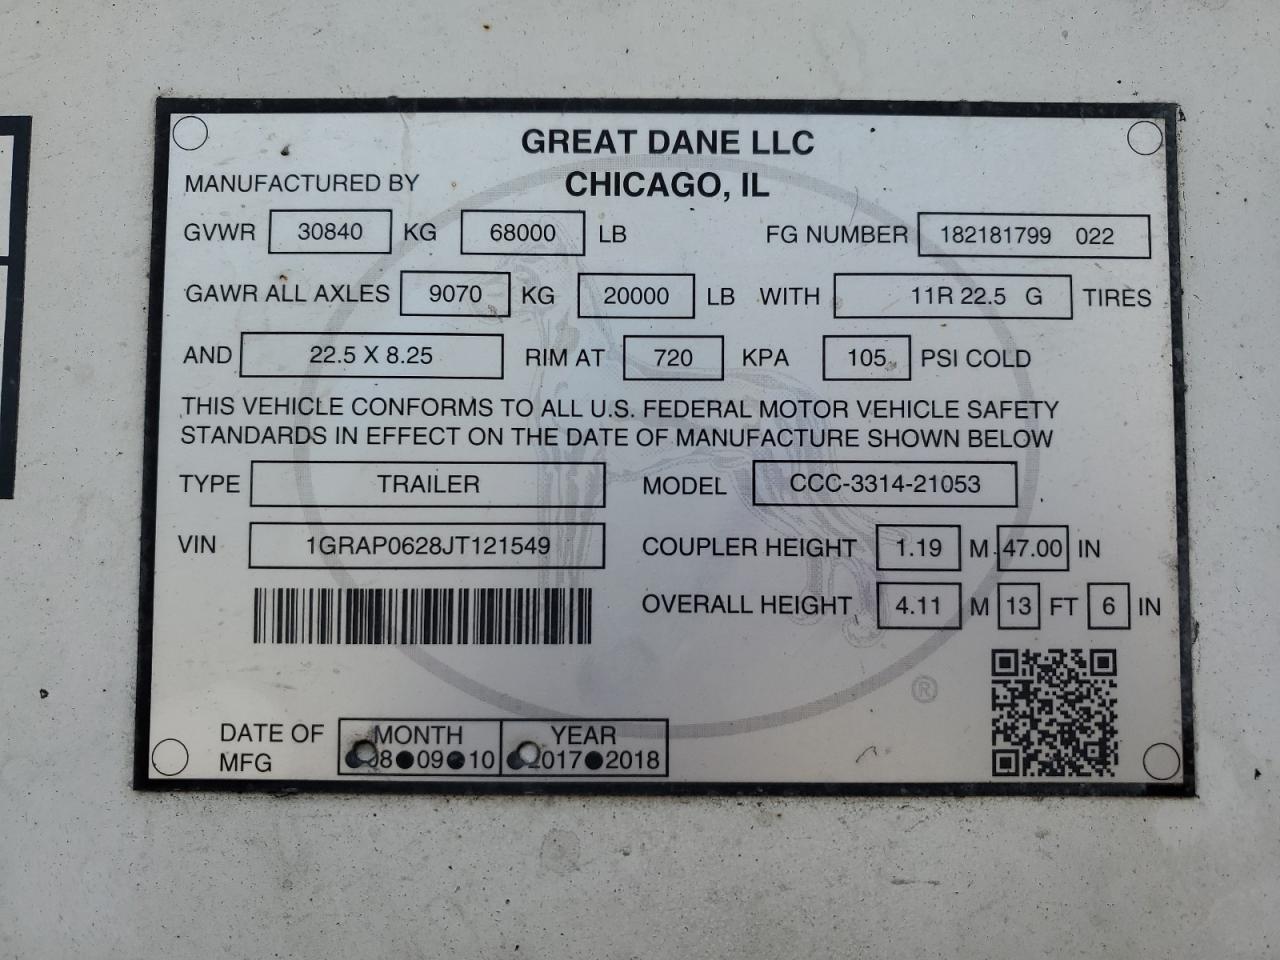 GREAT DANE LLC
MANUFACTURED BY CHICAGO, IL
GVWR 30840 KG 68000 LB FG NUMBER 182181799 022
GAWR ALL AXLES 9070 KG 20000 LB WITH 11R 22.5 G TIRES
AND 22.5 X 8.25 RIM AT 720 KPA 105 PSI COLD
THIS VEHICLE CONFORMS TO ALL U.S. FEDERAL MOTOR VEHICLE SAFETY
STANDARDS IN EFFECT ON THE DATE OF MANUFACTURE SHOWN BELOW
TYPE TRAILER MODEL CCC-3314-21053
VIN 1GRAP0628JT121549 COUPLER HEIGHT 1.19 M 47.00 IN
OVERALL HEIGHT 4.11 M 13 FT 6 IN
®
DATE OF MONTH YEAR
MFG 08●09●10 ●2017●2018